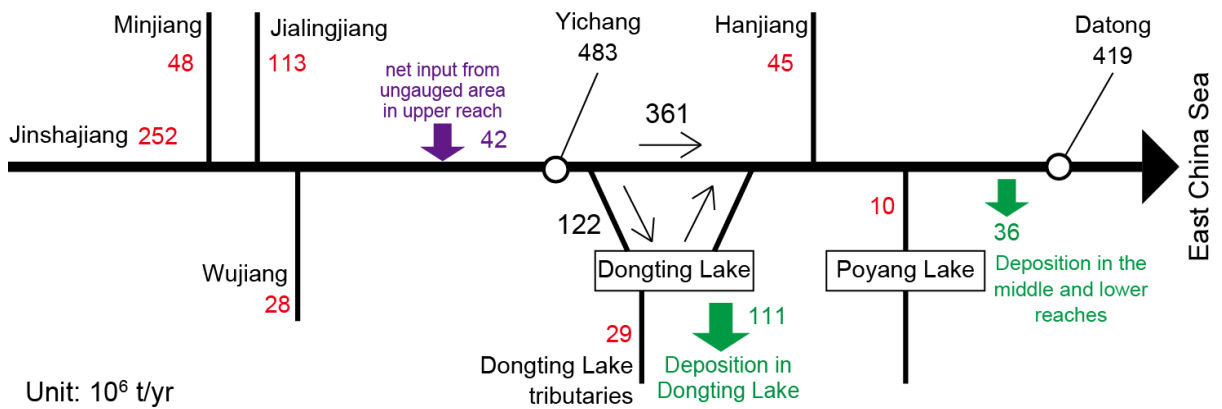 Minjiang
48
Jialingjiang
113
net input from
ungauged area
in upper reach
42
Yichang
483
Hanjiang
45
Datong
419
Jinshajiang 252
361
East China Sea
122
10
36
Wujiang
28
Dongting Lake
Poyang Lake
Deposition in the
middle and lower
reaches
29
111
Dongting Lake
tributaries
Deposition in
Dongting Lake
Unit: 10⁶ t/yr